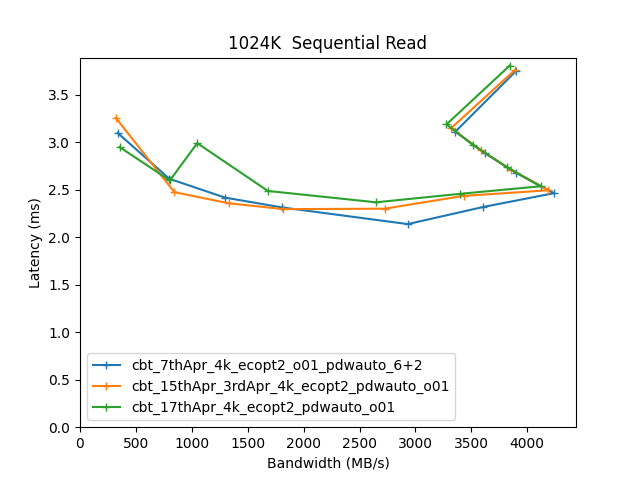 1024K  Sequential Read
Latency (ms)
3.5
3.0
2.5
2.0
1.5
1.0
0.5
0.0
cbt_7thApr_4k_ecopt2_o01_pdwauto_6+2
cbt_15thApr_3rdApr_4k_ecopt2_pdwauto_o01
cbt_17thApr_4k_ecopt2_pdwauto_o01
0 500 1000 1500 2000 2500 3000 3500 4000
Bandwidth (MB/s)